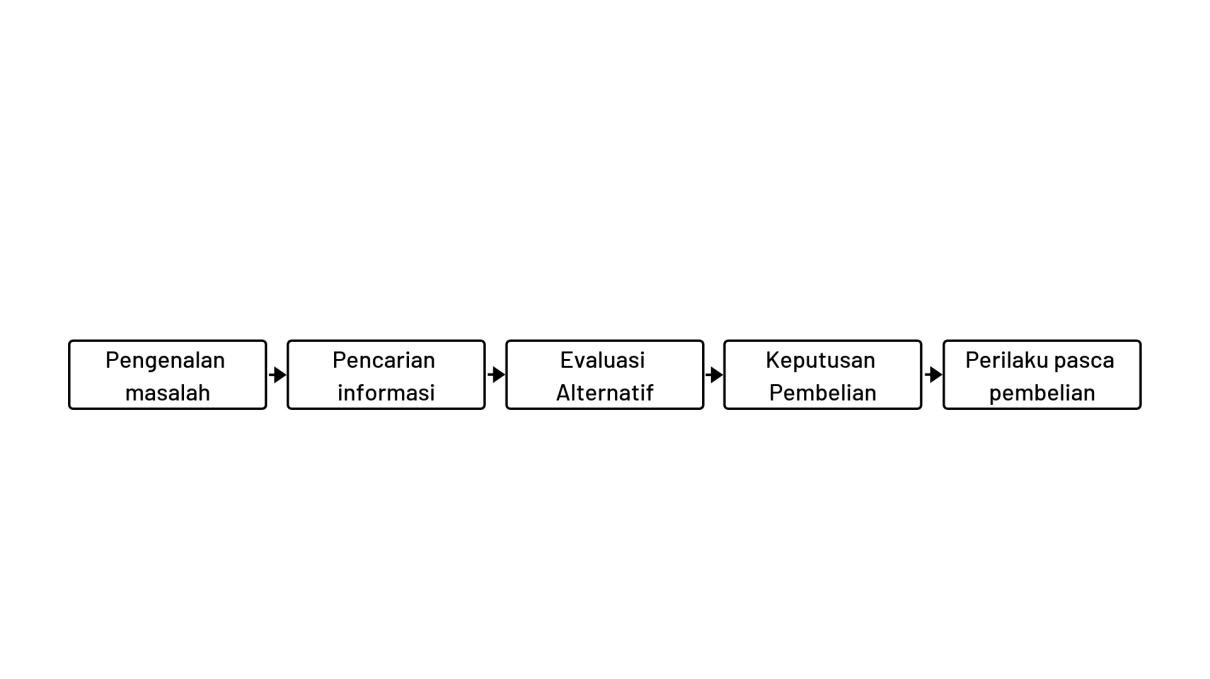 Pengenalan
masalah
Pencarian
informasi
Evaluasi
Alternatif
Keputusan
Pembelian
Perilaku pasca
pembelian